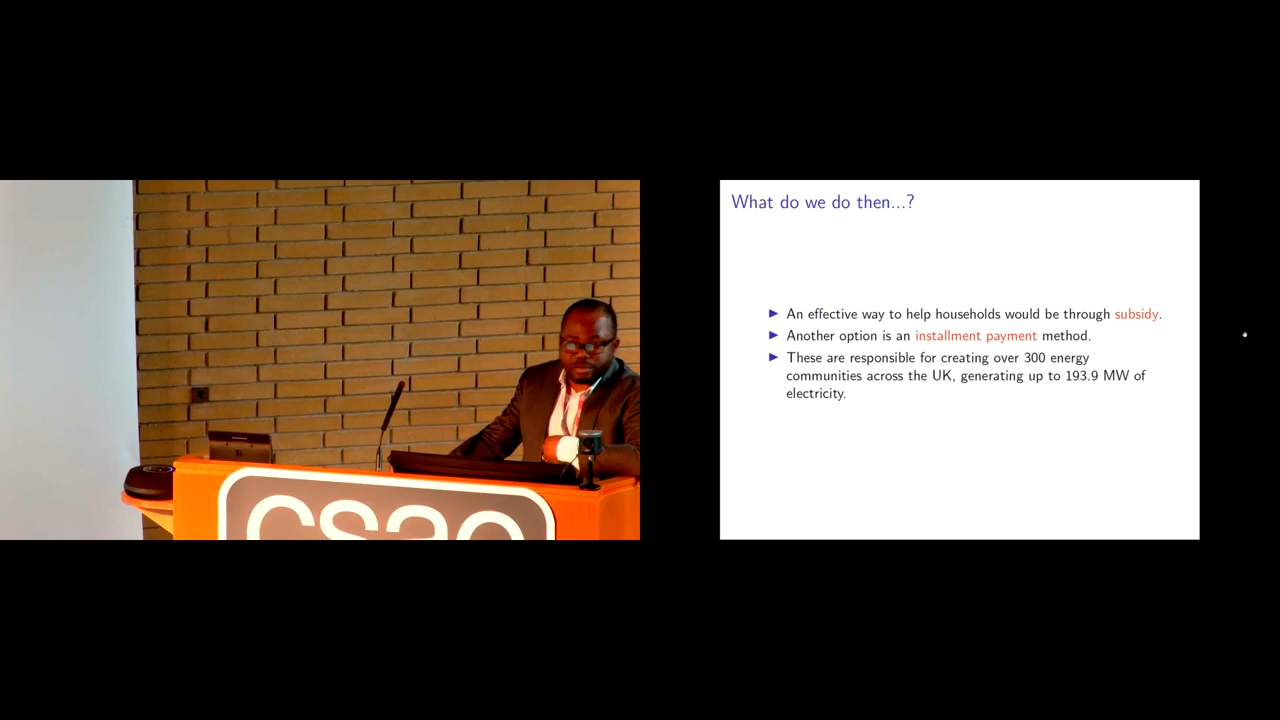 csae
What do we do then...?
▶ An effective way to help households would be through subsidy.
▶ Another option is an installment payment method.
▶ These are responsible for creating over 300 energy
communities across the UK, generating up to 193.9 MW of
electricity.